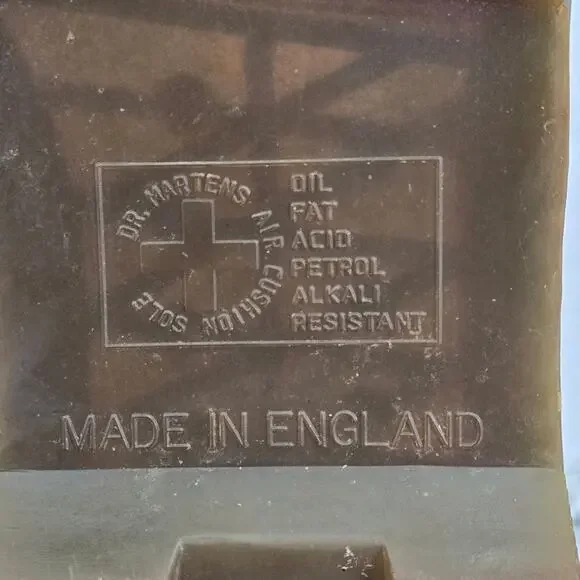 DR. MARTENS AIR CUSHION SOLE
OIL
FAT
ACID
PETROL
ALKALI
RESISTANT
MADE IN ENGLAND